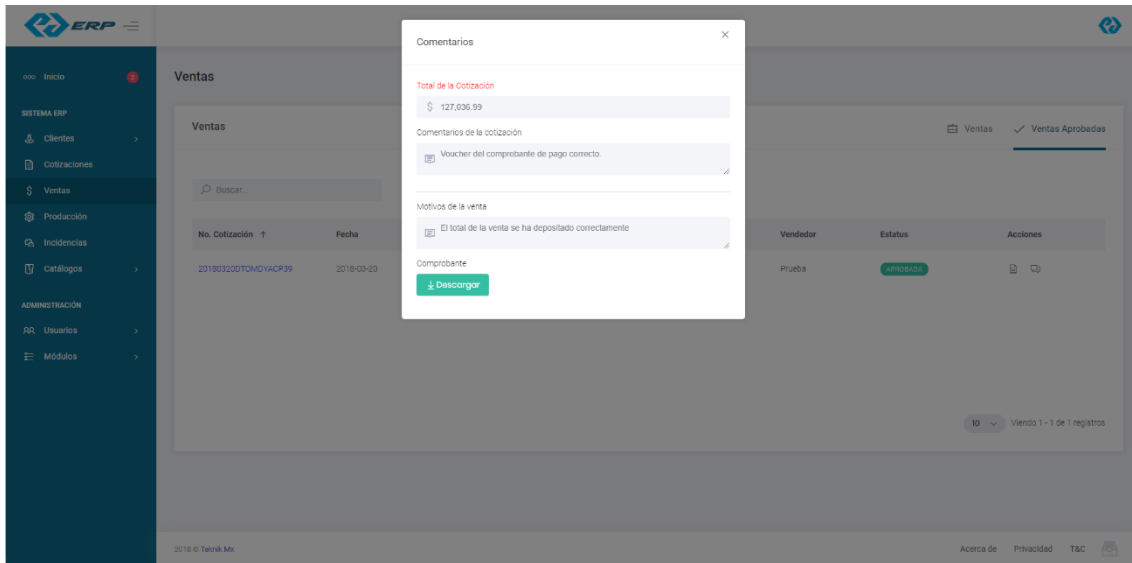 ERP
Comentarios
Inicio
2
Ventas
Total de la Cotización
$ 127,036.99
SISTEMA ERP
Ventas
Ventas
Ventas Aprobadas
Clientes
Comentarios de la cotización
Voucher del comprobante de pago correcto.
Cotizaciones
Ventas
Buscar...
Motivos de la venta
Producción
El total de la venta se ha depositado correctamente
No. Cotización
Fecha
Vendedor
Estatus
Acciones
Incidencias
Comprobante
Catálogos
20180320DTOMDYACP39
2018-03-20
Prueba
APROBADA
Descargar
ADMINISTRACIÓN
Usuarios
Módulos
10
Viendo 1 - 1 de 1 registros
2018 © Teknik Mx
Acerca de
Privacidad
T&C